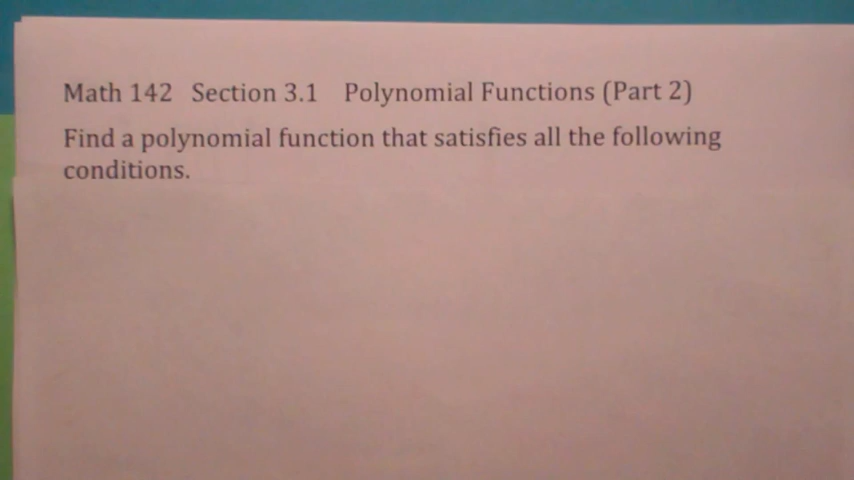 Math 142 Section 3.1 Polynomial Functions (Part 2)
Find a polynomial function that satisfies all the following
conditions.